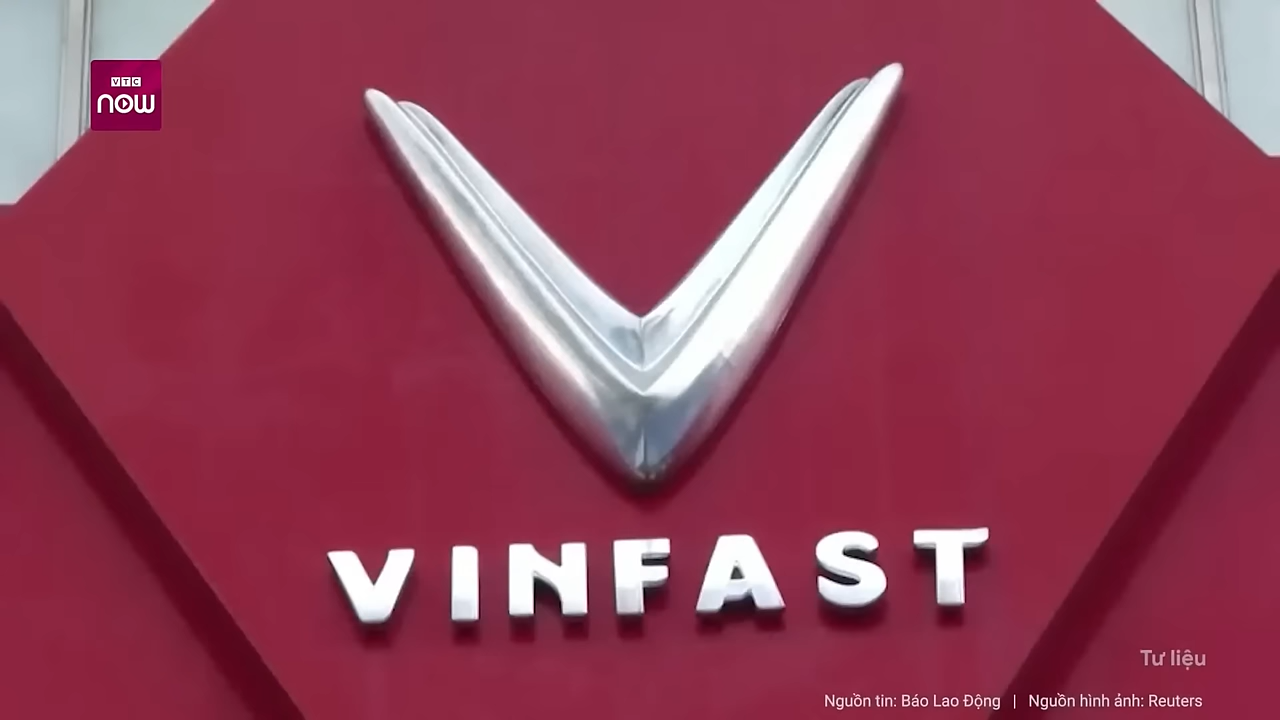 VTC
now
VINFAST
Tư liệu
Nguồn tin: Báo Lao Động | Nguồn hình ảnh: Reuters